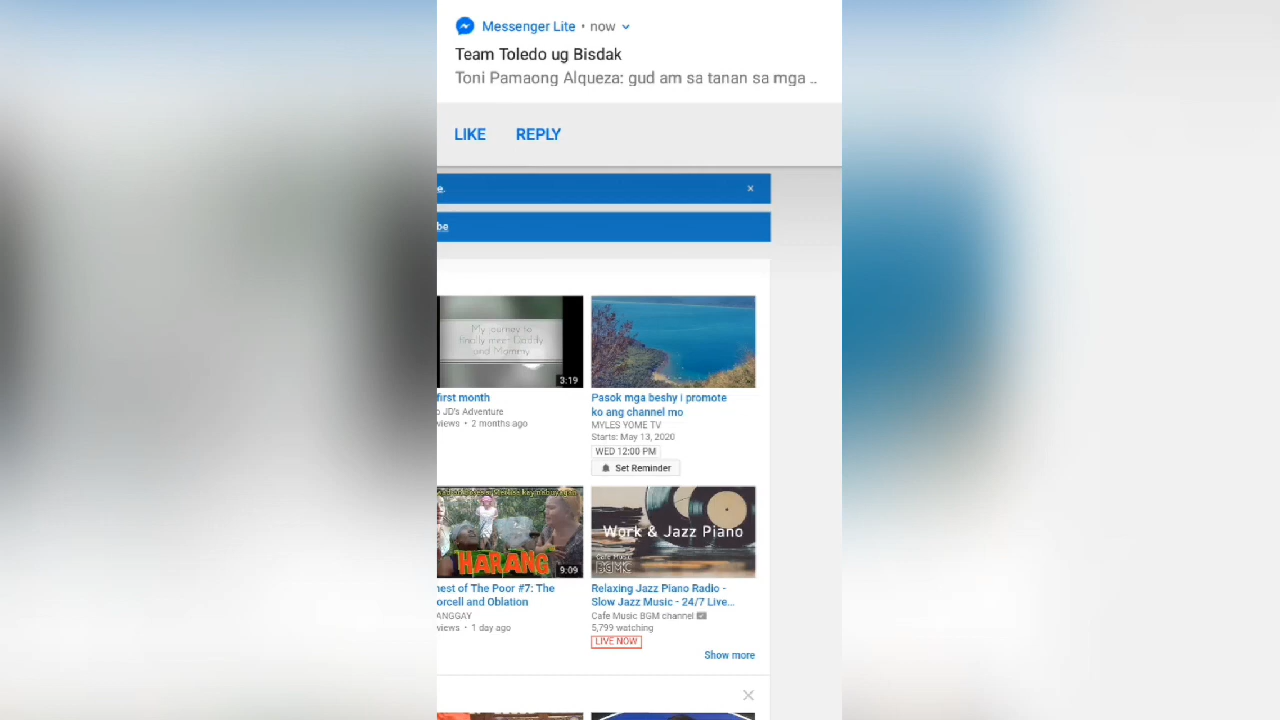 Messenger Lite • now
Team Toledo ug Bisdak
Toni Pamaong Alqueza: gud am sa tanan sa mga ..
LIKE REPLY
e.
be
My journey to
finally meet Daddy
and Mommy
3:19
first month
o JD's Adventure
views • 2 months ago
Pasok mga beshy i promote
ko ang channel mo
MYLES YOME TV
Starts: May 13, 2020
WED 12:00 PM
Set Reminder
HARANG
9:09
nest of The Poor #7: The
orcell and Oblation
ANGGAY
views • 1 day ago
Work & Jazz Piano
Cafe Music
BGMC
Relaxing Jazz Piano Radio -
Slow Jazz Music - 24/7 Live...
Cafe Music BGM channel
5,799 watching
LIVE NOW
Show more